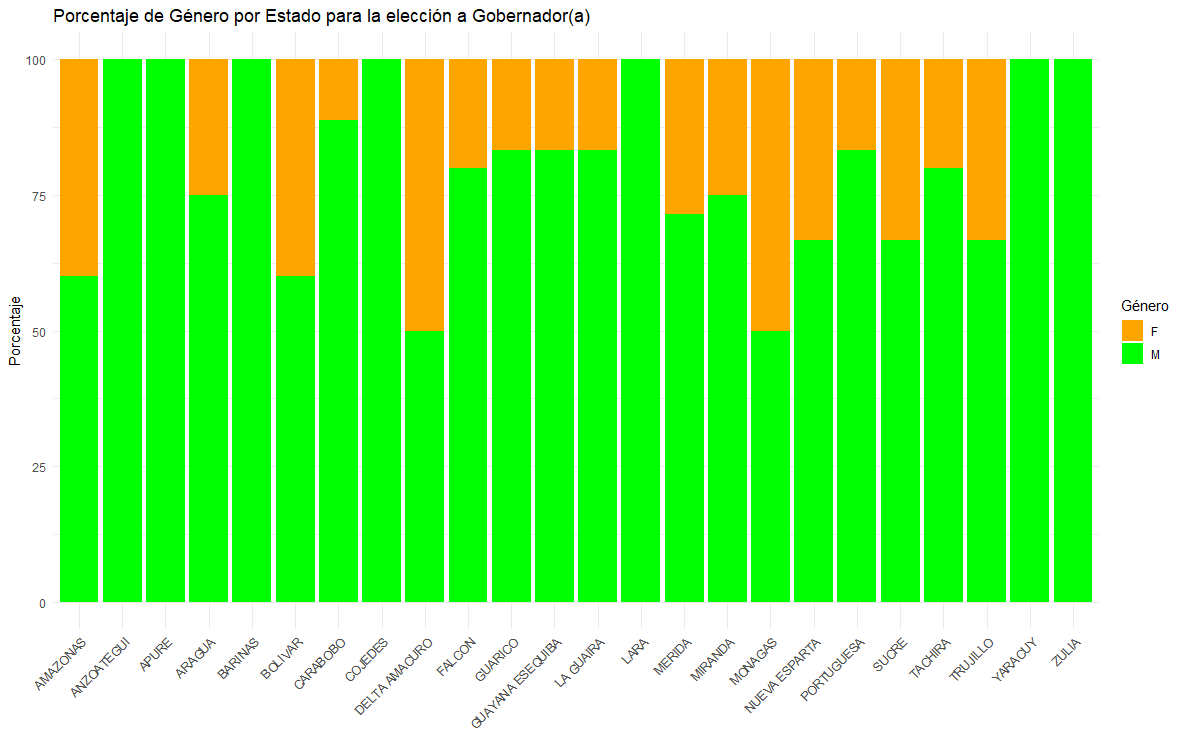 Porcentaje de Género por Estado para la elección a Gobernador(a)
100
75
50
25
0
Porcentaje
AMAZONAS
ANZOATEGUI
APURE
ARAGUA
BARINAS
BOLIVAR
CARABOBO
COJEDES
DELTA AMACURO
FALCON
GUARICO
GUAYANA ESEQUIBA
LA GUAIRA
LARA
MERIDA
MIRANDA
MONAGAS
NUEVA ESPARTA
PORTUGUESA
SUCRE
TACHIRA
TRUJILLO
YARACUY
ZULIA
Género
F
M